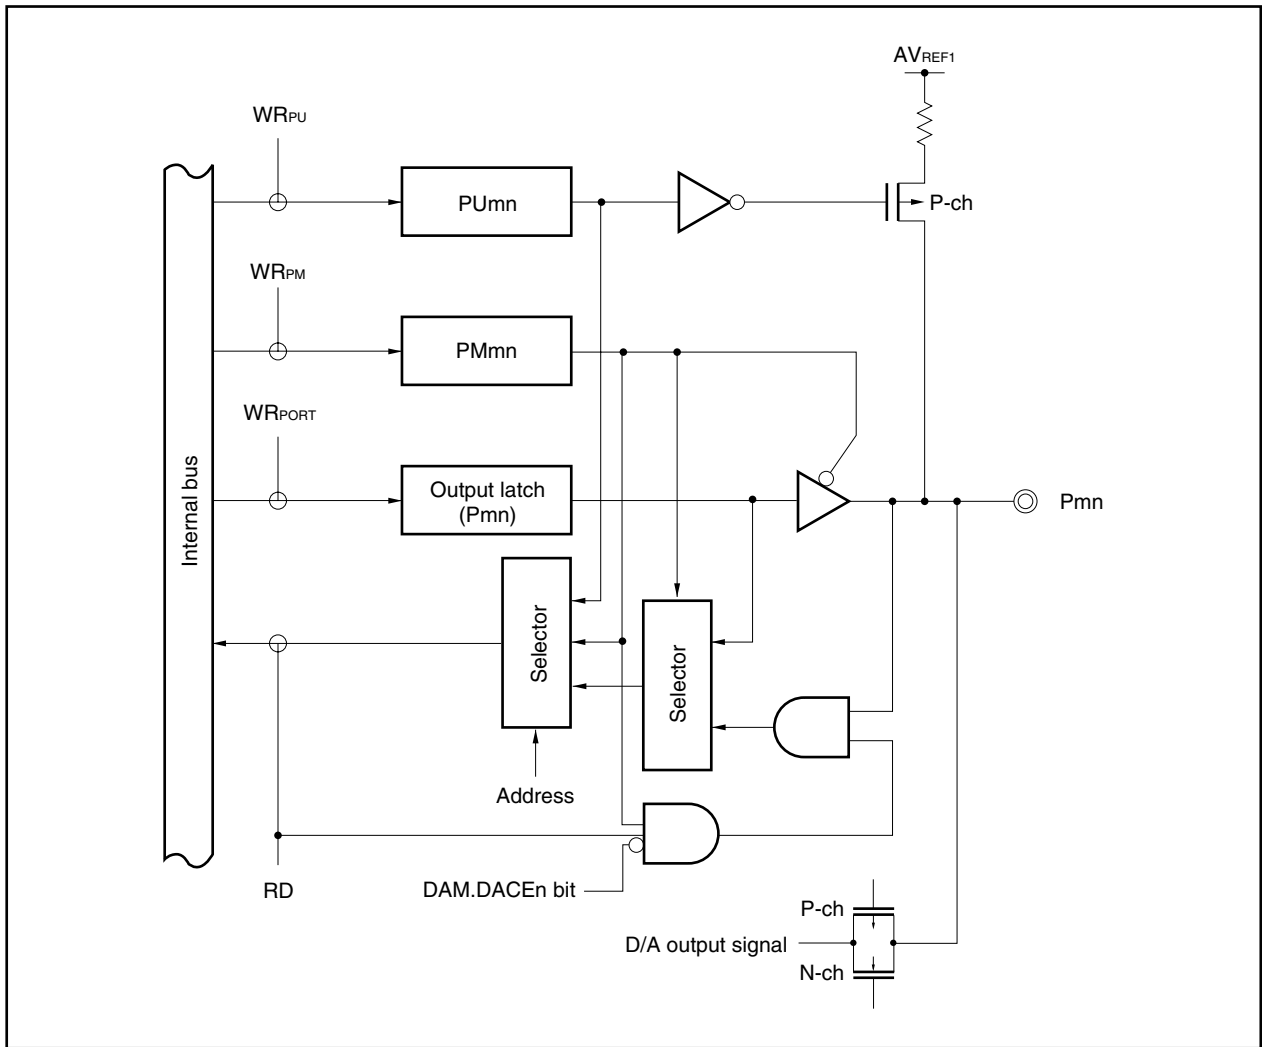 AVREF1
WRPU
PUmn
P-ch
WRPM
PMmn
WRPORT
Output latch
(Pmn)
Pmn
Internal bus
Selector
Selector
Address
RD
DAM.DACEn bit
P-ch
D/A output signal
N-ch